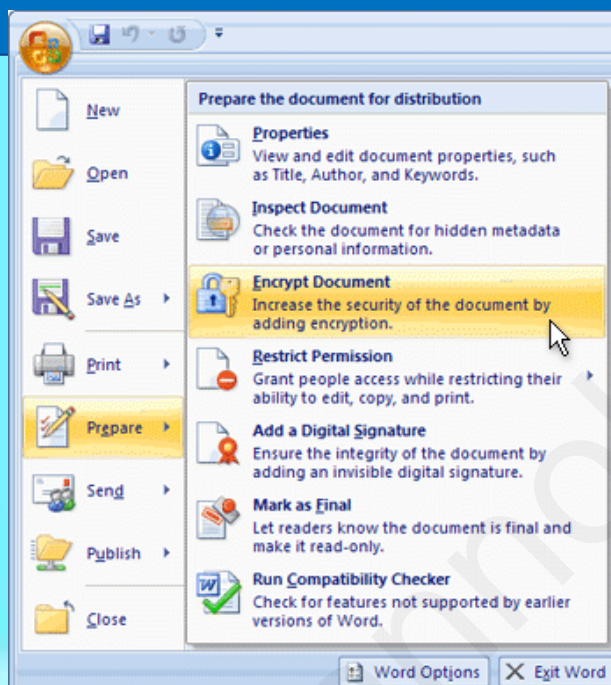 New
Open
Save
Save As
Print
Prepare
Send
Publish
Close
Prepare the document for distribution
Properties
View and edit document properties, such
as Title, Author, and Keywords.
Inspect Document
Check the document for hidden metadata
or personal information.
Encrypt Document
Increase the security of the document by
adding encryption.
Restrict Permission
Grant people access while restricting their
ability to edit, copy, and print.
Add a Digital Signature
Ensure the integrity of the document by
adding an invisible digital signature.
Mark as Final
Let readers know the document is final and
make it read-only.
Run Compatibility Checker
Check for features not supported by earlier
versions of Word.
Word Options
Exit Word